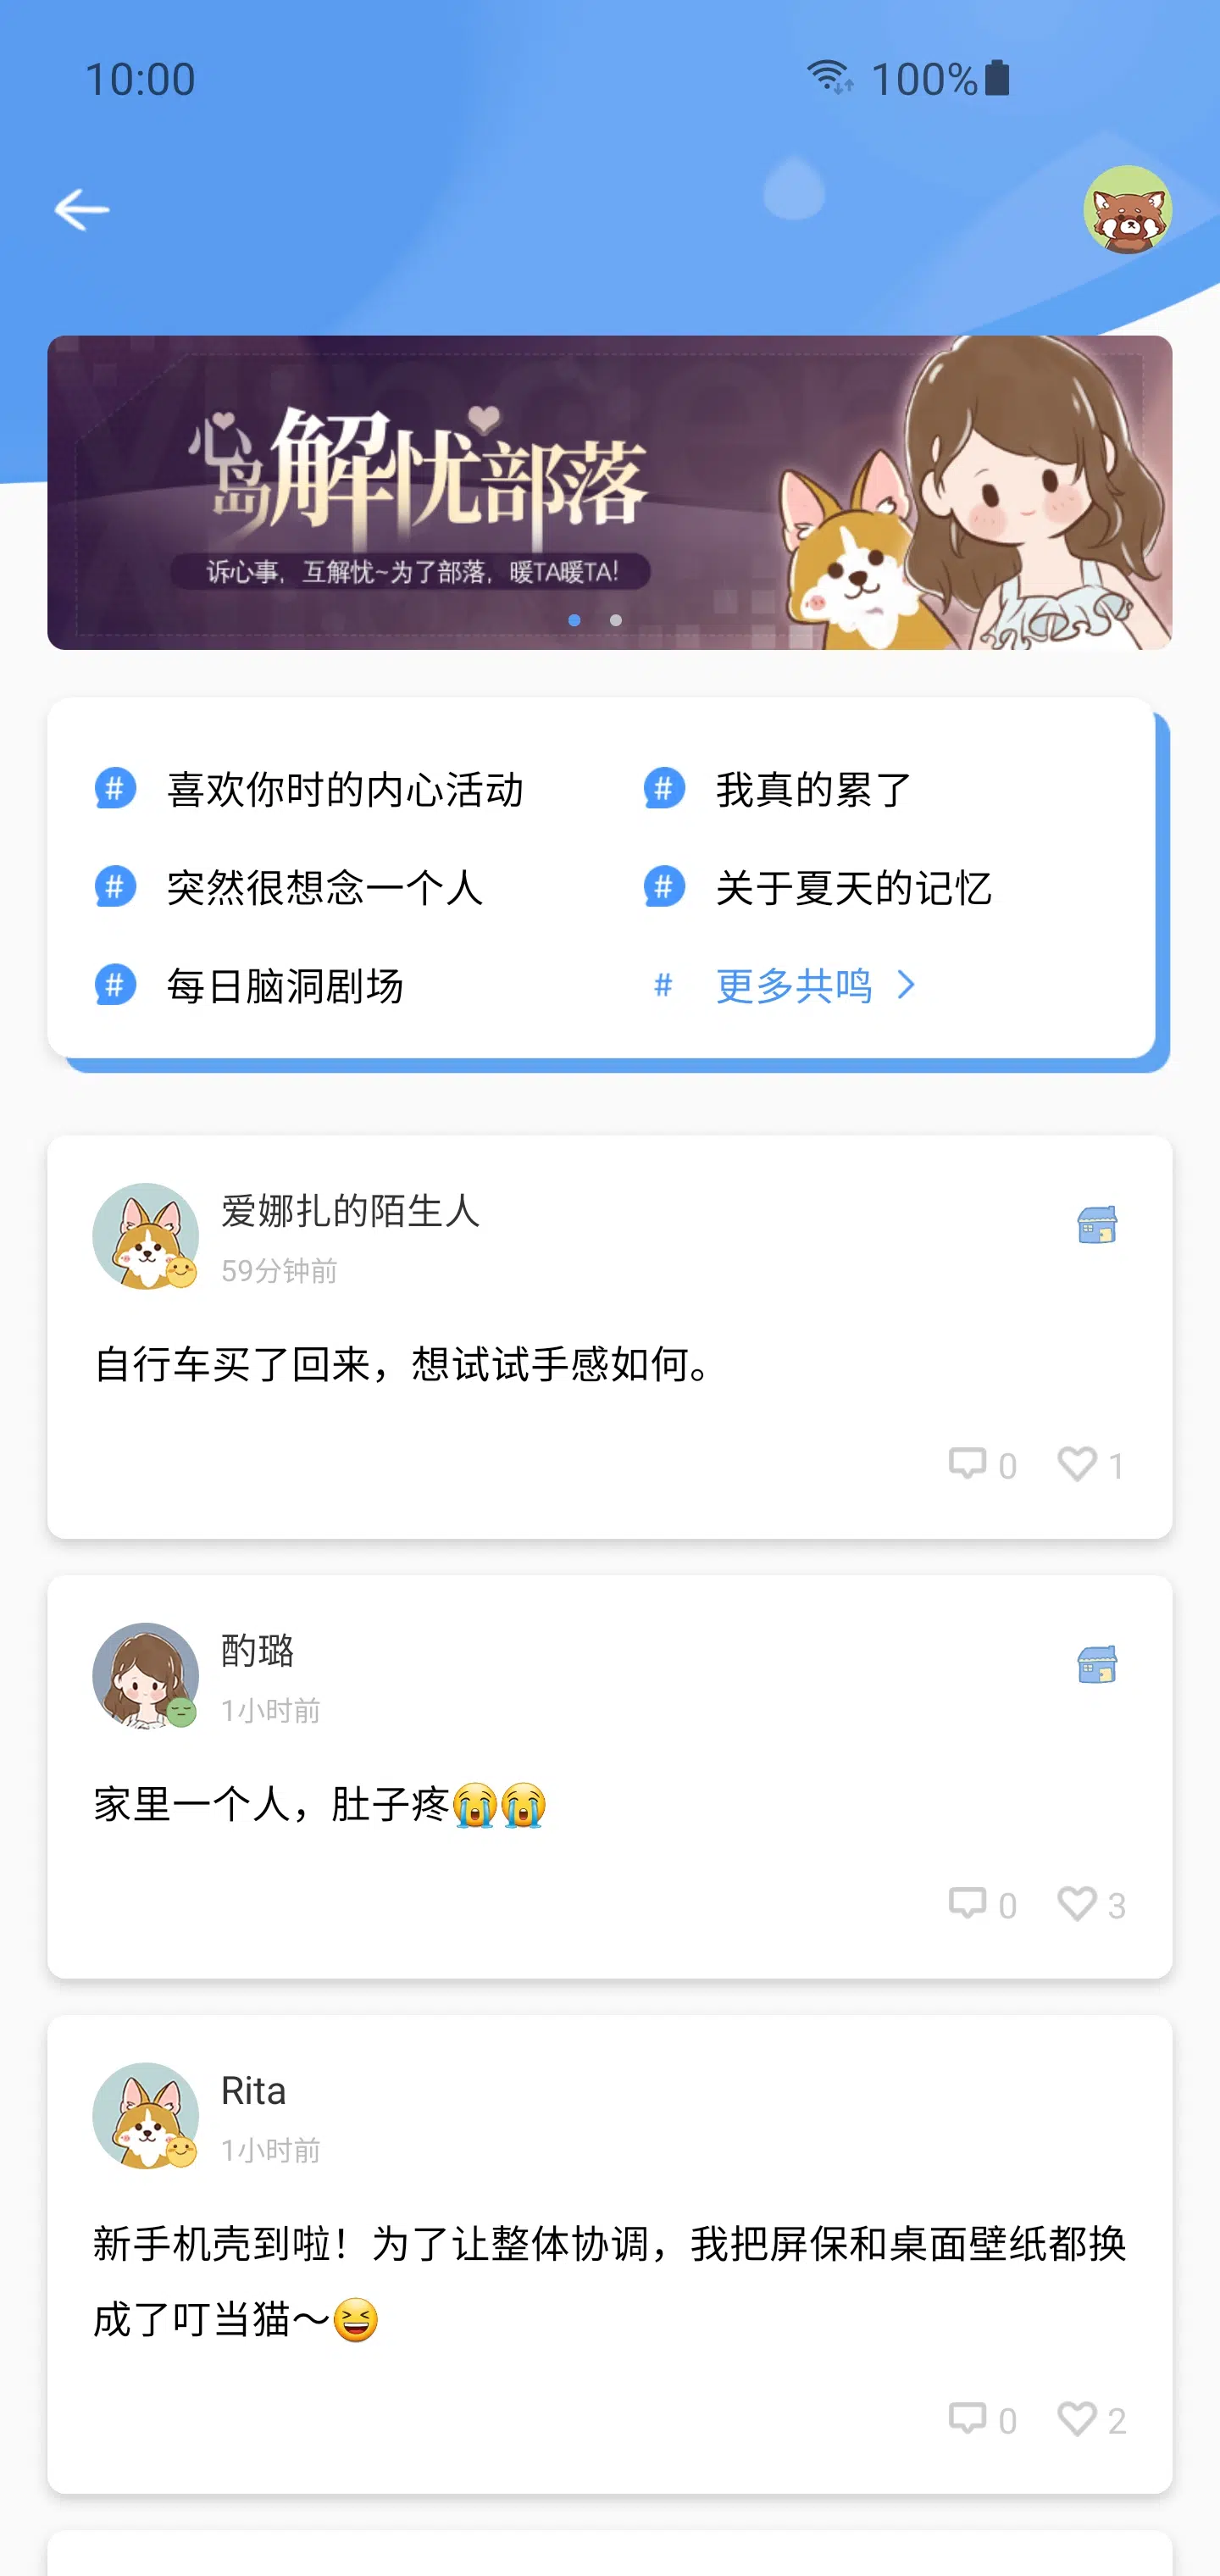 10:00
100%
心岛解忧部落
诉心事，互解忧~为了部落，暖TA暖TA!
# 喜欢你时的内心活动
# 我真的累了
# 突然很想念一个人
# 关于夏天的记忆
# 每日脑洞剧场
# 更多共鸣 >
爱娜扎的陌生人
59分钟前
自行车买了回来，想试试手感如何。
0 1
酌璐
1小时前
家里一个人，肚子疼😭😭
0 3
Rita
1小时前
新手机壳到啦！为了让整体协调，我把屏保和桌面壁纸都换
成了叮当猫～😆
0 2